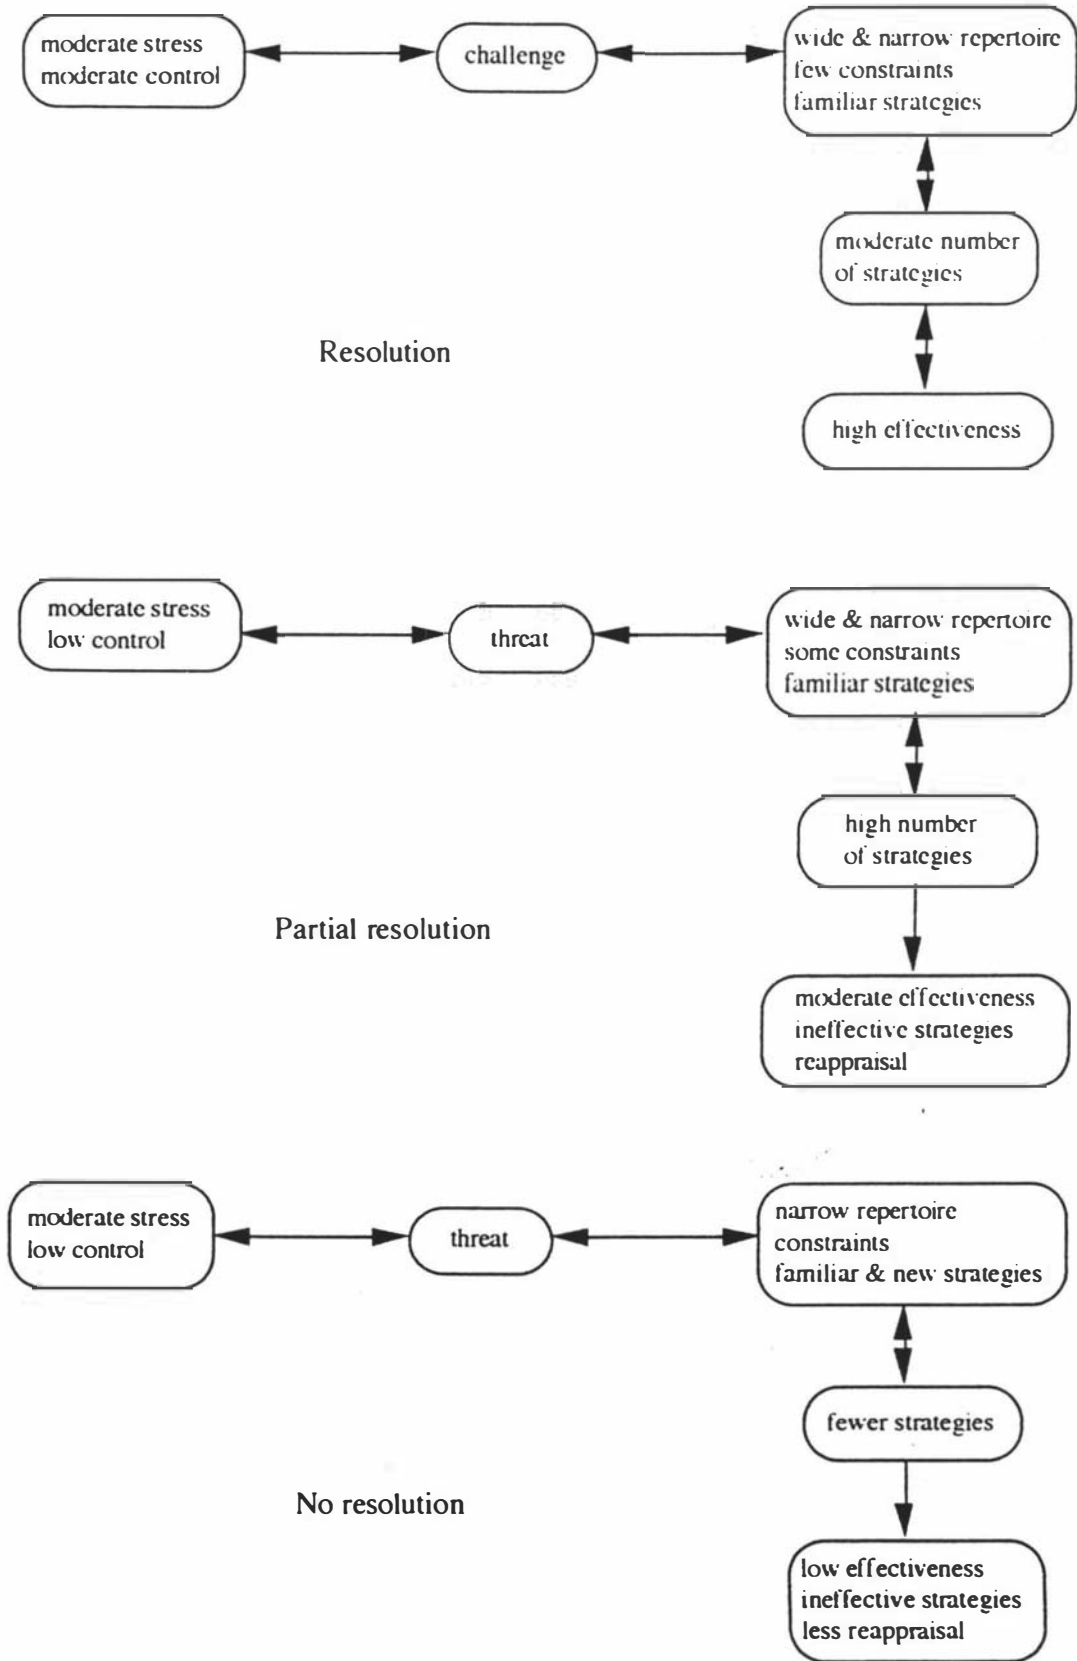 moderate stress
moderate control
challenge
wide & narrow repertoire
few constraints
familiar strategies
moderate number
of strategies
Resolution
high effectiveness
moderate stress
low control
threat
wide & narrow repertoire
some constraints
familiar strategies
high number
of strategies
Partial resolution
moderate effectiveness
ineffective strategies
reappraisal
moderate stress
low control
threat
narrow repertoire
constraints
familiar & new strategies
fewer strategies
No resolution
low effectiveness
ineffective strategies
less reappraisal